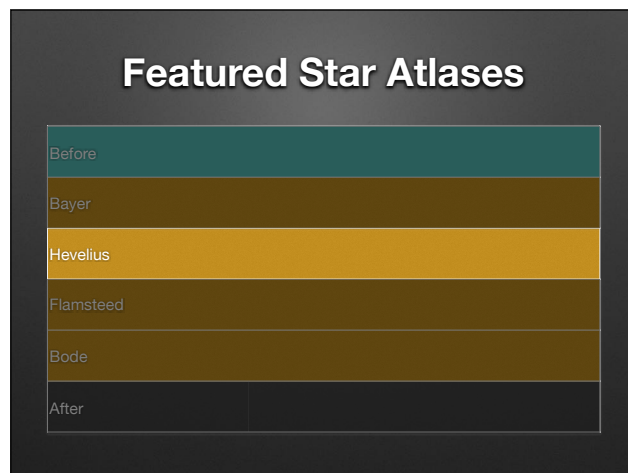 Featured Star Atlases
Before
Bayer
Hevelius
Flamsteed
Bode
After